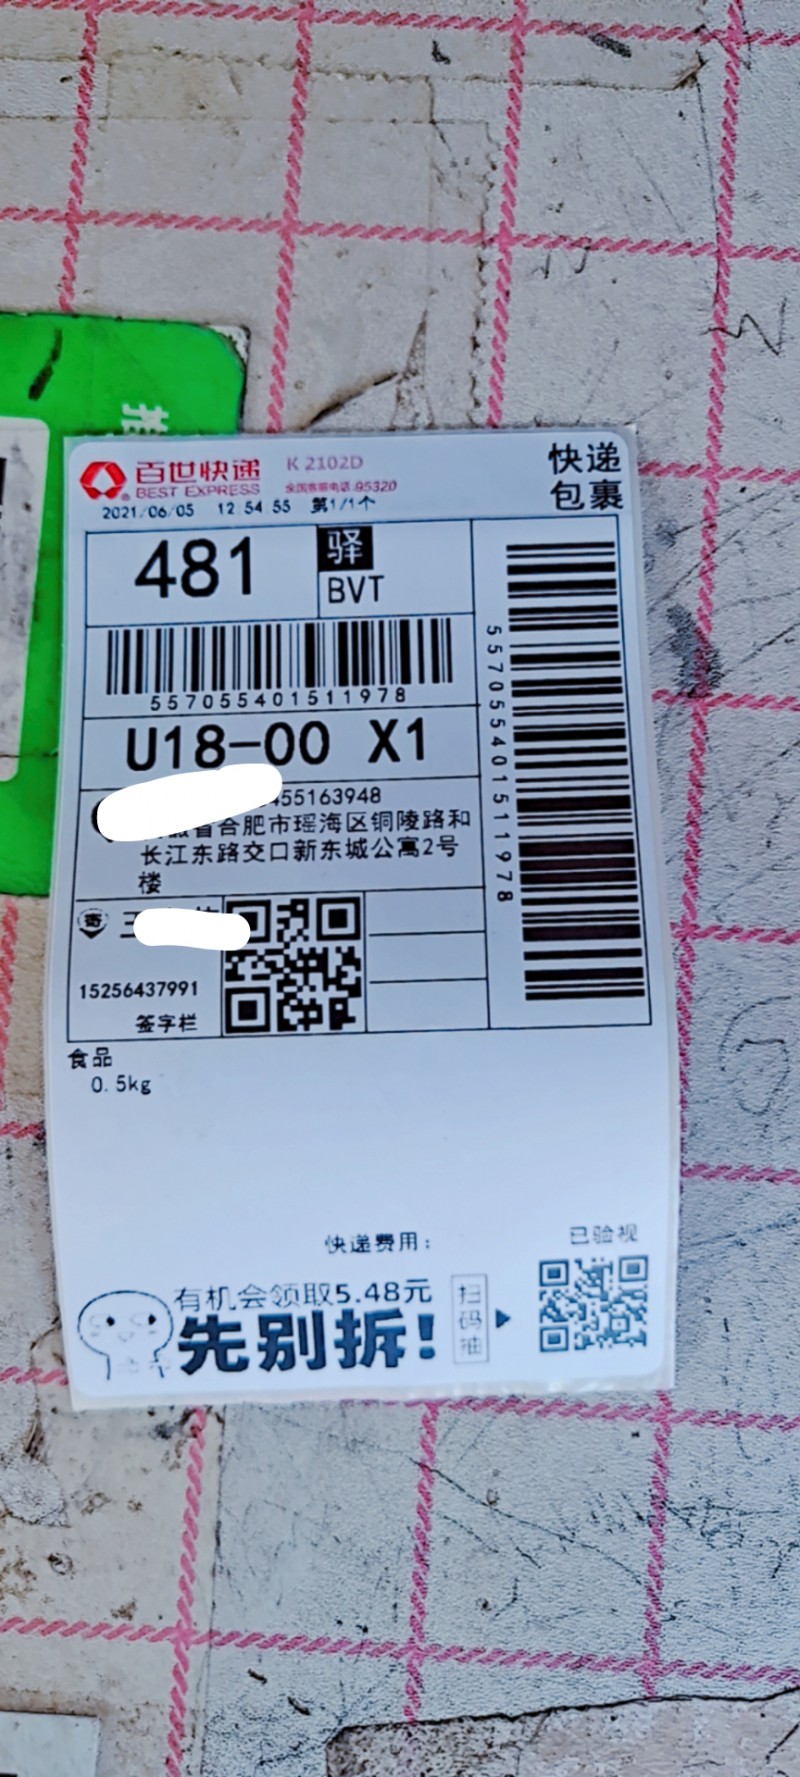 百世快递
BEST EXPRESS
K 2102D
全国客服电话:95320
快递
包裹
2021/06/05 12:54:55 第1/1个
481
驿
BVT
557055401511978
557055401511978
U18-00 X1
455163948
省合肥市瑶海区铜陵路和
长江东路交口新东城公寓2号
楼
寄
15256437991
签字栏
食品
0.5kg
快递费用:
已验视
有机会领取5.48元
先别拆!
扫码抽